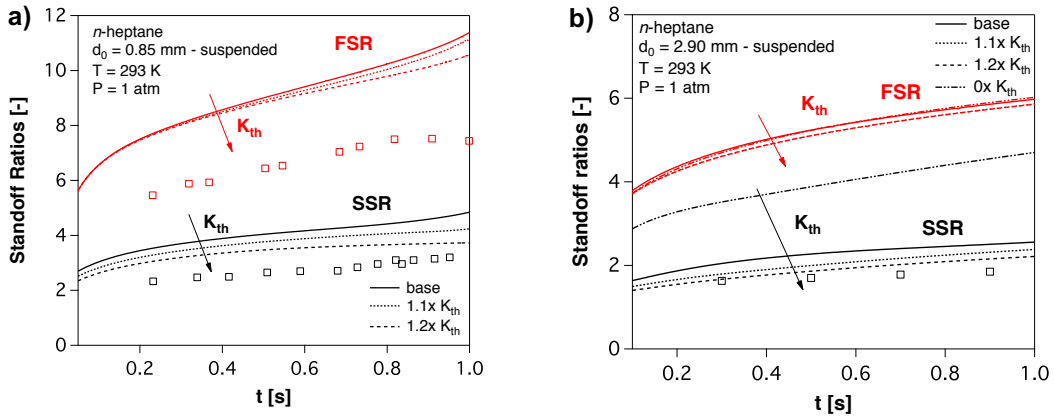 a)
n-heptane
d0 = 0.85 mm - suspended
T = 293 K
P = 1 atm
FSR
Kth
SSR
Kth
base
1.1x Kth
1.2x Kth
Standoff Ratios [-]
12
10
8
6
4
2
0
0.2
0.4
0.6
0.8
1.0
t [s]
b)
n-heptane
d0 = 2.90 mm - suspended
T = 293 K
P = 1 atm
base
1.1x Kth
1.2x Kth
0x Kth
Kth
FSR
Kth
SSR
Standoff ratios [-]
8
6
4
2
0
0.2
0.4
0.6
0.8
1.0
t [s]